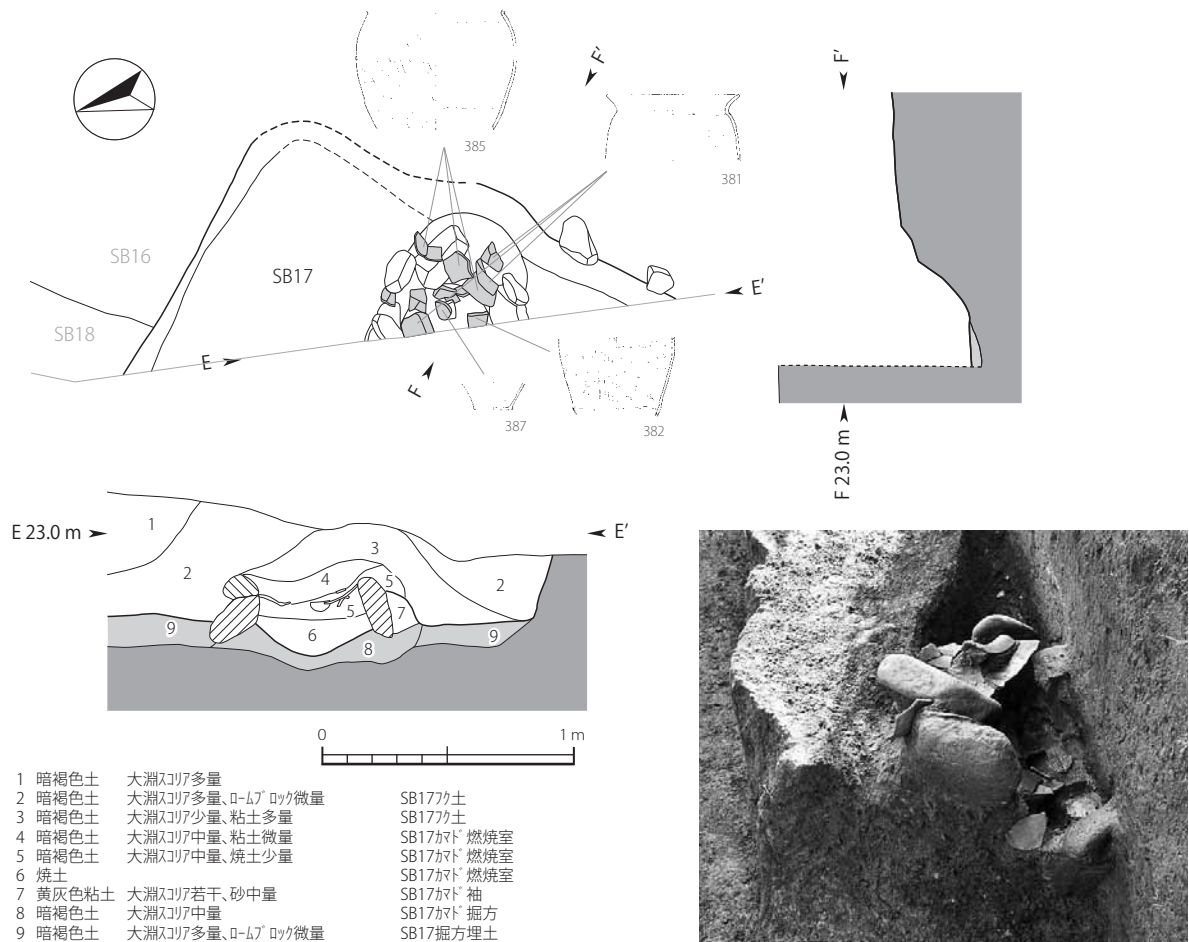 F'
F'
385
381
SB16
SB17
E'
SB18
E
F
387
382
F 23.0 m
E 23.0 m
E'
1
3
2
4
5
2
5
7
9
6
8
9
0
1 m
1 暗褐色土 大淵スコリア多量
2 暗褐色土 大淵スコリア多量、ロームブロック微量 SB17フク土
3 暗褐色土 大淵スコリア少量、粘土多量 SB17フク土
4 暗褐色土 大淵スコリア中量、粘土微量 SB17カマド燃焼室
5 暗褐色土 大淵スコリア中量、焼土少量 SB17カマド燃焼室
6 焼土 SB17カマド燃焼室
7 黄灰色粘土 大淵スコリア若干、砂中量 SB17カマド袖
8 暗褐色土 大淵スコリア中量 SB17カマド掘方
9 暗褐色土 大淵スコリア多量、ロームブロック微量 SB17掘方埋土